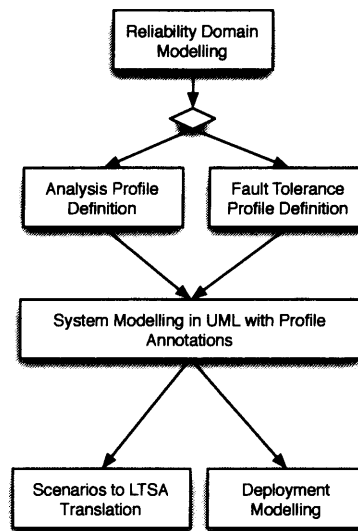 Reliability Domain
Modelling
Analysis Profile
Definition
Fault Tolerance
Profile Definition
System Modelling in UML with Profile
Annotations
Scenarios to LTSA
Translation
Deployment
Modelling